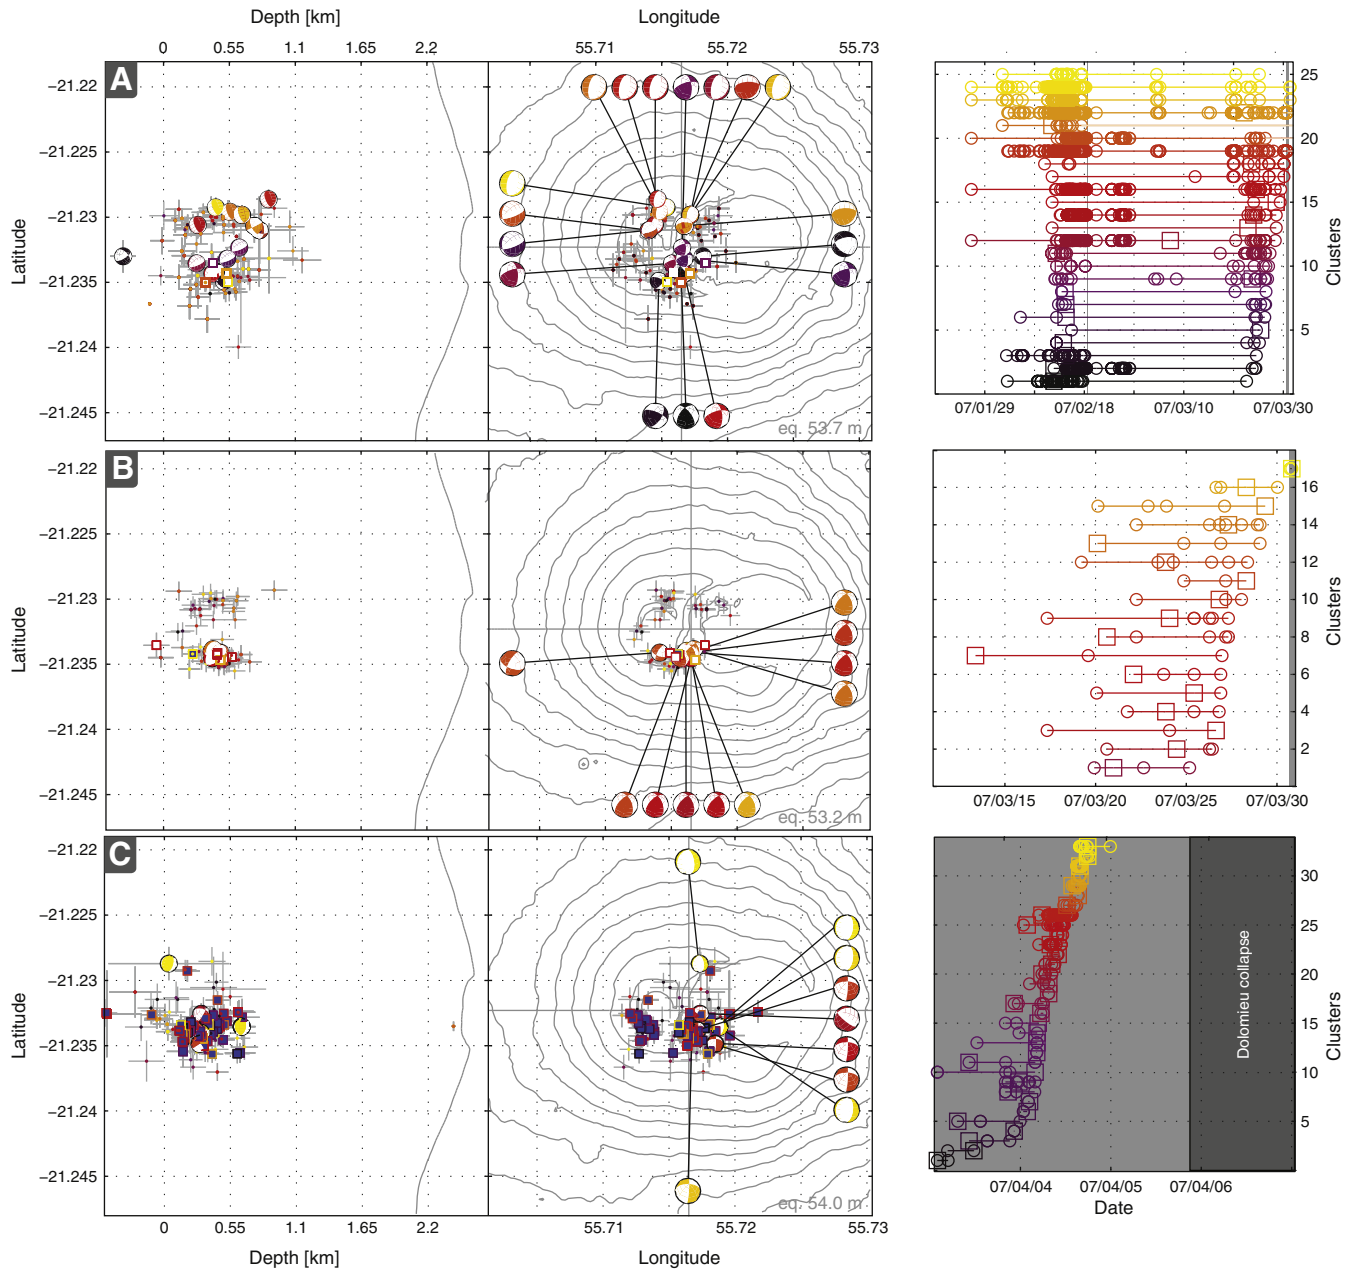 Depth [km]
Longitude
0 0.55 1.1 1.65 2.2
55.71 55.72 55.73
A
Latitude
−21.22
−21.225
−21.23
−21.235
−21.24
−21.245
eq. 53.7 m
25
20
15
10
5
Clusters
07/01/29 07/02/18 07/03/10 07/03/30
B
Latitude
−21.22
−21.225
−21.23
−21.235
−21.24
−21.245
eq. 53.2 m
16
14
12
10
8
6
4
2
Clusters
07/03/15 07/03/20 07/03/25 07/03/30
C
Latitude
−21.22
−21.225
−21.23
−21.235
−21.24
−21.245
eq. 54.0 m
0 0.55 1.1 1.65 2.2
55.71 55.72 55.73
Depth [km]
Longitude
Dolomieu collapse
30
25
20
15
10
5
Clusters
07/04/04 07/04/05 07/04/06
Date